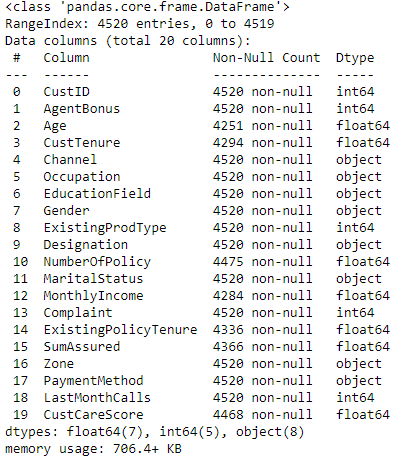 <class 'pandas.core.frame.DataFrame'>
RangeIndex: 4520 entries, 0 to 4519
Data columns (total 20 columns):
 #   Column                Non-Null Count  Dtype
---  ------                --------------  -----
 0   CustID                4520 non-null   int64
 1   AgentBonus            4520 non-null   int64
 2   Age                   4251 non-null   float64
 3   CustTenure            4294 non-null   float64
 4   Channel               4520 non-null   object
 5   Occupation            4520 non-null   object
 6   EducationField        4520 non-null   object
 7   Gender                4520 non-null   object
 8   ExistingProdType      4520 non-null   int64
 9   Designation           4520 non-null   object
 10  NumberOfPolicy        4475 non-null   float64
 11  MaritalStatus         4520 non-null   object
 12  MonthlyIncome         4284 non-null   float64
 13  Complaint             4520 non-null   int64
 14  ExistingPolicyTenure  4336 non-null   float64
 15  SumAssured            4366 non-null   float64
 16  Zone                  4520 non-null   object
 17  PaymentMethod         4520 non-null   object
 18  LastMonthCalls        4520 non-null   int64
 19  CustCareScore         4468 non-null   float64
dtypes: float64(7), int64(5), object(8)
memory usage: 706.4+ KB